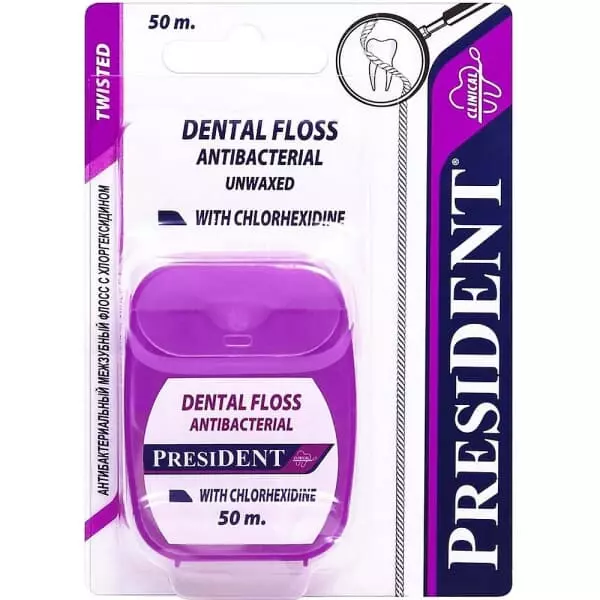 50 m.
TWISTED
АНТИБАКТЕРИАЛЬНЫЙ МЕЖЗУБНЫЙ ФЛОСС С ХЛОРГЕКСИДИНОМ
DENTAL FLOSS
ANTIBACTERIAL
UNWAXED
WITH CHLORHEXIDINE
CLINICAL
PRESIDENT®
DENTAL FLOSS
ANTIBACTERIAL
PRESIDENT
CLINICAL
WITH CHLORHEXIDINE
50 m.